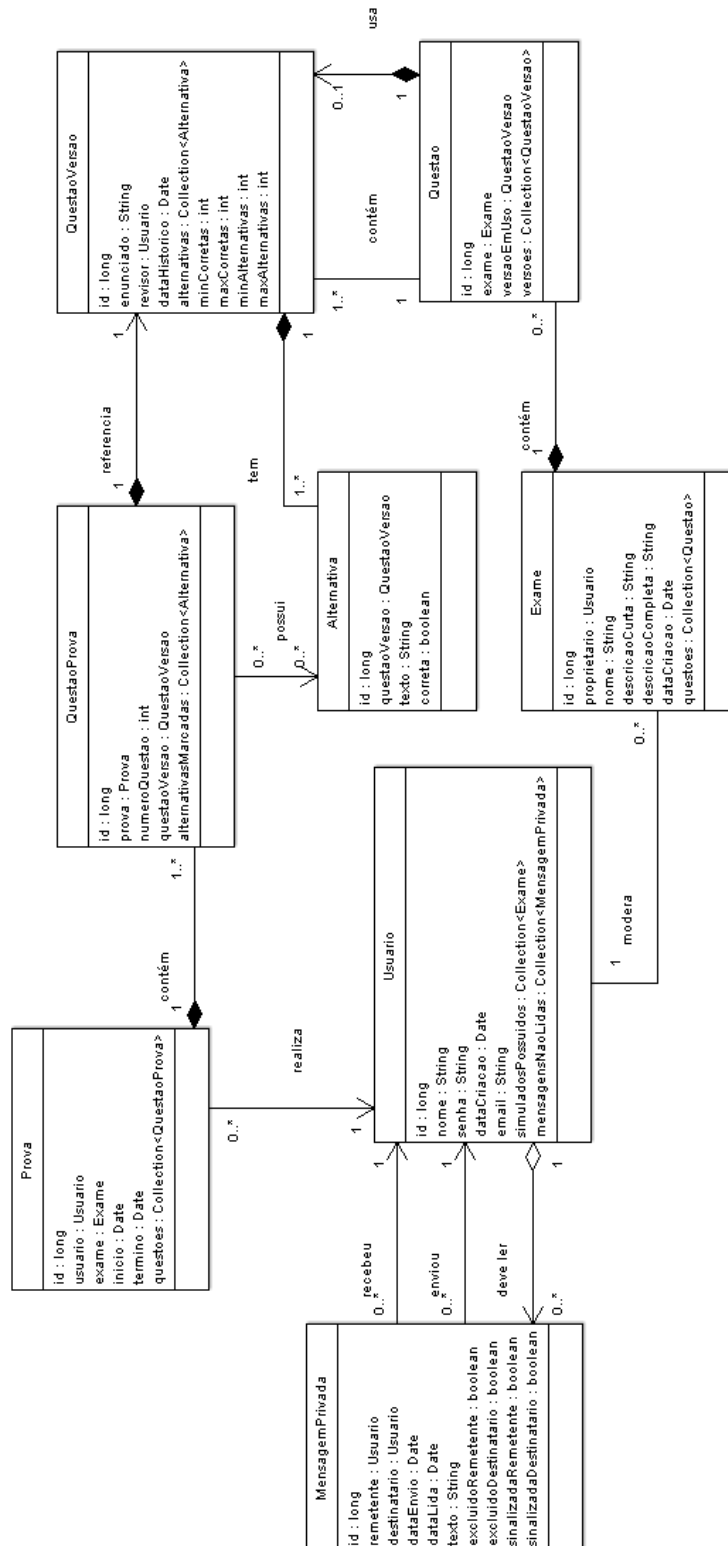 Prova
id : long
usuario : Usuario
exame : Exame
inicio : Date
termino : Date
questoes : Collection<QuestaoProva>
1
contém
1..*
QuestaoProva
id : long
prova : Prova
numeroQuestao : int
questaoVersao : QuestaoVersao
alternativasMarcadas : Collection<Alternativa>
1
referencia
1
QuestaoVersao
id : long
enunciado : String
revisor : Usuario
dataHistorico : Date
alternativas : Collection<Alternativa>
minCorretas : int
maxCorretas : int
minAlternativas : int
maxAlternativas : int
0..*
realiza
1
0..*
possui
0..*
1
tem
1..*
1..*
contém
1
0..1
usa
1
MensagemPrivada
id : long
remetente : Usuario
destinatario : Usuario
dataEnvio : Date
dataLida : Date
texto : String
excluidoRemetente : boolean
excluidoDestinatario : boolean
sinalizadaRemetente : boolean
sinalizadaDestinatario : boolean
recebeu
0..*
1
enviou
0..*
1
deve ler
0..*
1
Usuario
id : long
nome : String
senha : String
dataCriacao : Date
email : String
simuladosPossuidos : Collection<Exame>
mensagensNaoLidas : Collection<MensagemPrivada>
1
modera
0..*
Alternativa
id : long
questaoVersao : QuestaoVersao
texto : String
correta : boolean
Exame
id : long
proprietario : Usuario
nome : String
descricaoCurta : String
descricaoCompleta : String
dataCriacao : Date
questoes : Collection<Questao>
1
contém
0..*
Questao
id : long
exame : Exame
versaoEmUso : QuestaoVersao
versoes : Collection<QuestaoVersao>